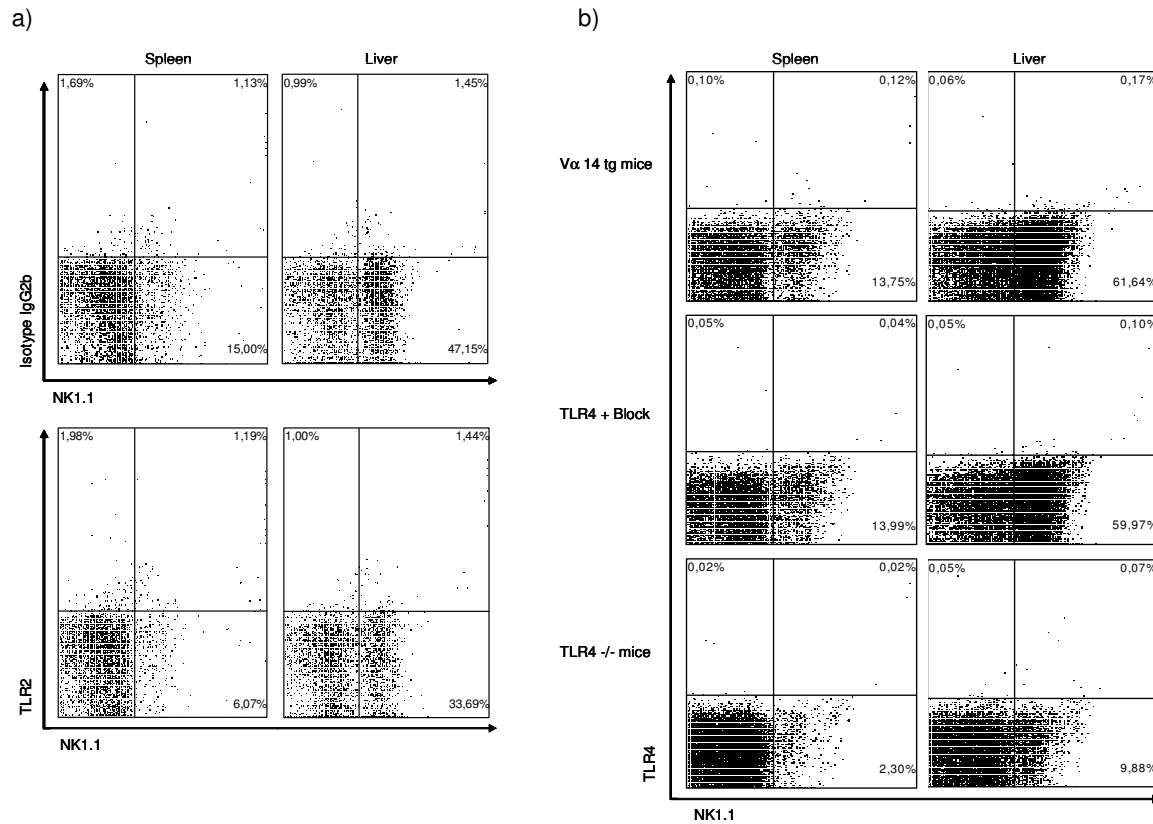 a)
Spleen
Liver
1,69%
1,13%
0,99%
1,45%
15,00%
47,15%
Isotype IgG2b
NK1.1
1,98%
1,19%
1,00%
1,44%
6,07%
33,69%
TLR2
NK1.1
b)
Spleen
Liver
Vα 14 tg mice
0,10%
0,12%
0,06%
0,17%
13,75%
61,64%
TLR4 + Block
0,05%
0,04%
0,05%
0,10%
13,99%
59,97%
TLR4 -/- mice
0,02%
0,02%
0,05%
0,07%
2,30%
9,88%
TLR4
NK1.1